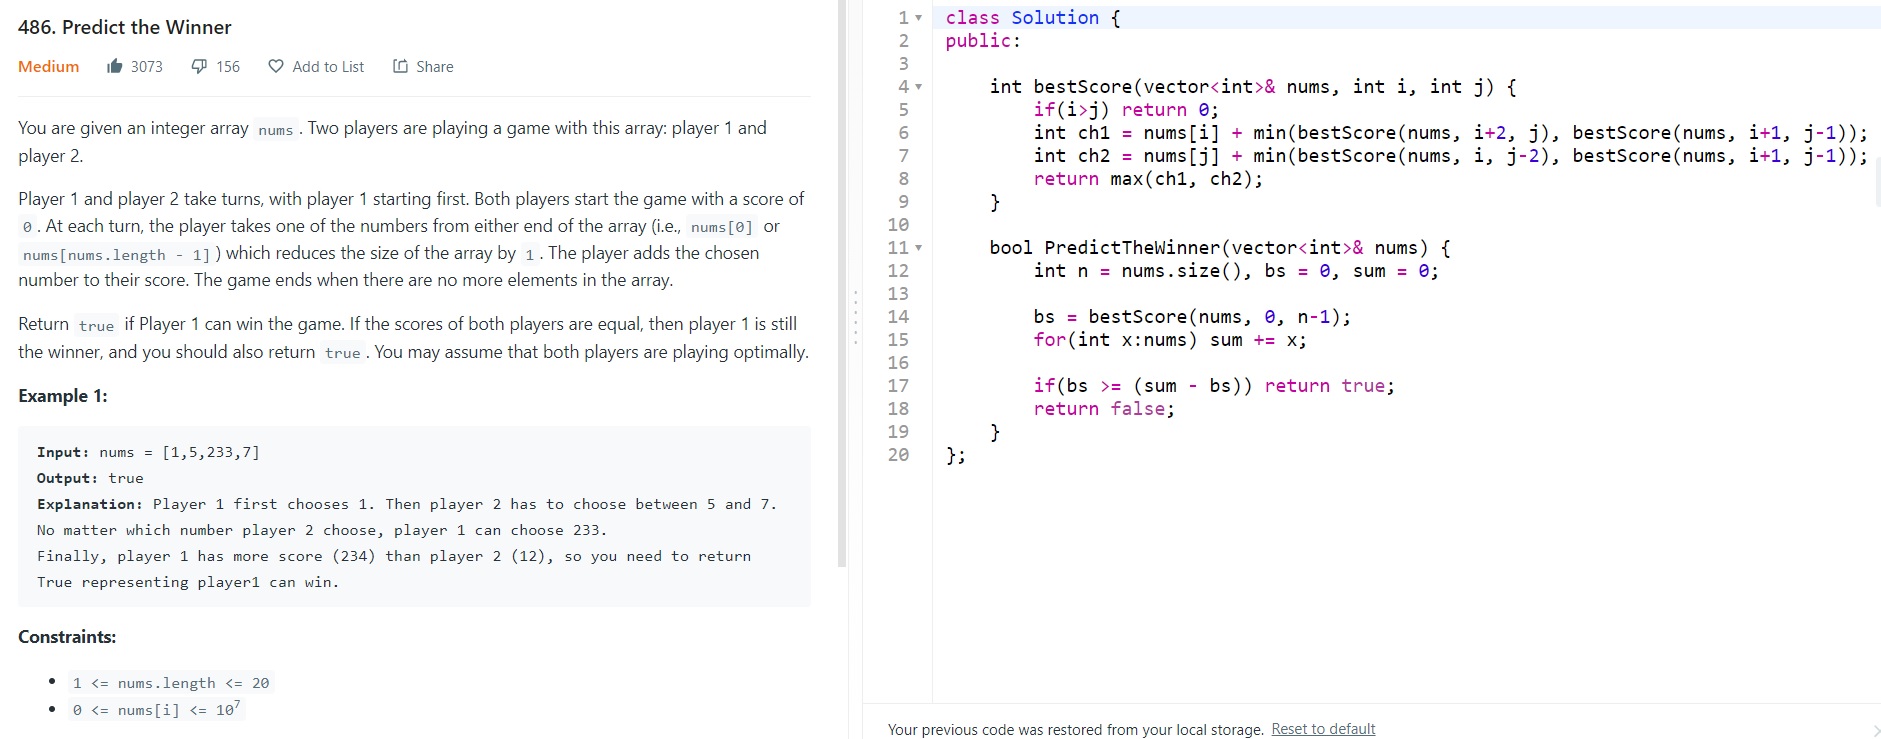 486. Predict the Winner
Medium 3073 156 Add to List Share
You are given an integer array nums . Two players are playing a game with this array: player 1 and
player 2.
Player 1 and player 2 take turns, with player 1 starting first. Both players start the game with a score of
0 . At each turn, the player takes one of the numbers from either end of the array (i.e., nums[0] or
nums[nums.length - 1] ) which reduces the size of the array by 1 . The player adds the chosen
number to their score. The game ends when there are no more elements in the array.
Return true if Player 1 can win the game. If the scores of both players are equal, then player 1 is still
the winner, and you should also return true . You may assume that both players are playing optimally.
Example 1:
Input: nums = [1,5,233,7]
Output: true
Explanation: Player 1 first chooses 1. Then player 2 has to choose between 5 and 7.
No matter which number player 2 choose, player 1 can choose 233.
Finally, player 1 has more score (234) than player 2 (12), so you need to return
True representing player1 can win.
Constraints:
1 <= nums.length <= 20
0 <= nums[i] <= 10⁷
1 class Solution {
2 public:
3
4 int bestScore(vector<int>& nums, int i, int j) {
5 if(i>j) return 0;
6 int ch1 = nums[i] + min(bestScore(nums, i+2, j), bestScore(nums, i+1, j-1));
7 int ch2 = nums[j] + min(bestScore(nums, i, j-2), bestScore(nums, i+1, j-1));
8 return max(ch1, ch2);
9 }
10
11 bool PredictTheWinner(vector<int>& nums) {
12 int n = nums.size(), bs = 0, sum = 0;
13
14 bs = bestScore(nums, 0, n-1);
15 for(int x:nums) sum += x;
16
17 if(bs >= (sum - bs)) return true;
18 return false;
19 }
20 };
Your previous code was restored from your local storage. Reset to default